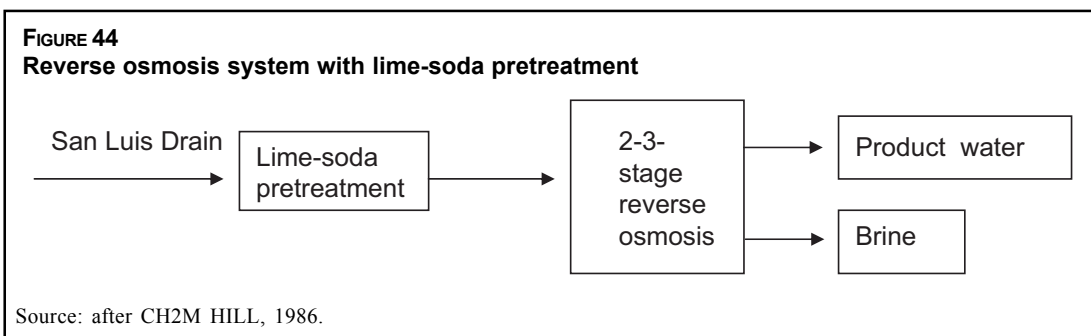 FIGURE 44
Reverse osmosis system with lime-soda pretreatment
San Luis Drain
Lime-soda
pretreatment
2-3-
stage
reverse
osmosis
Product water
Brine
Source: after CH2M HILL, 1986.